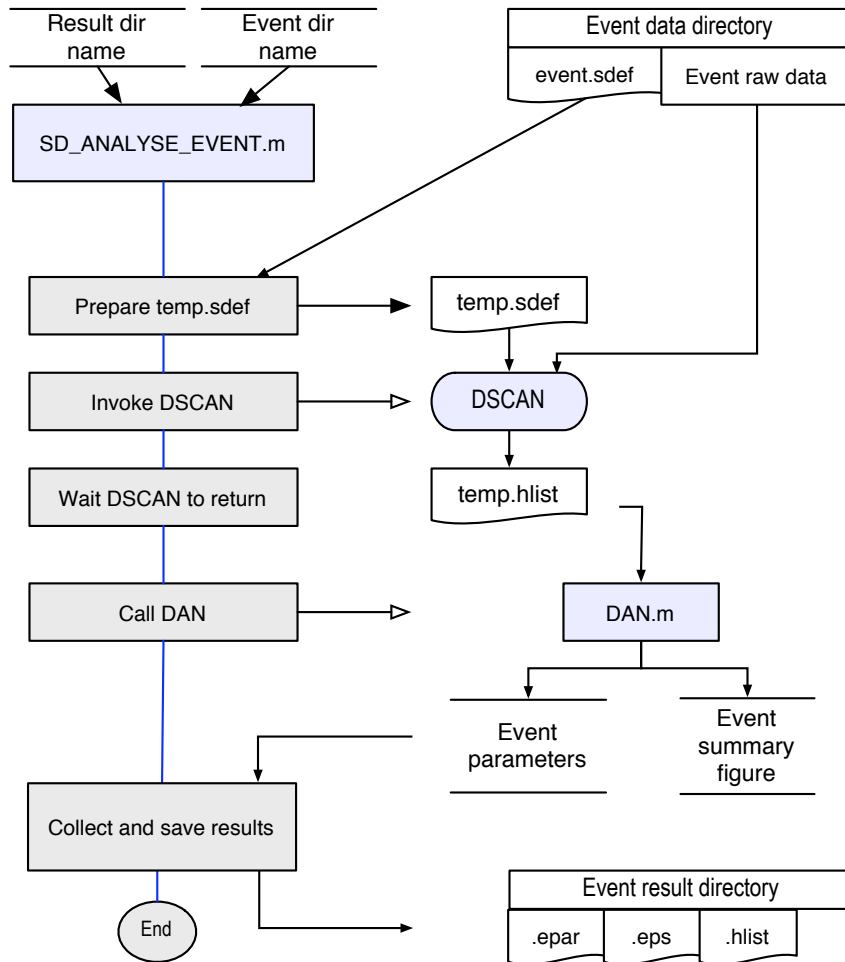 Result dir
name
Event dir
name
Event data directory
event.sdef
Event raw data
SD_ANALYSE_EVENT.m
Prepare temp.sdef
temp.sdef
Invoke DSCAN
DSCAN
Wait DSCAN to return
temp.hlist
Call DAN
DAN.m
Event
parameters
Event
summary
figure
Collect and save results
Event result directory
End
.epar
.eps
.hlist